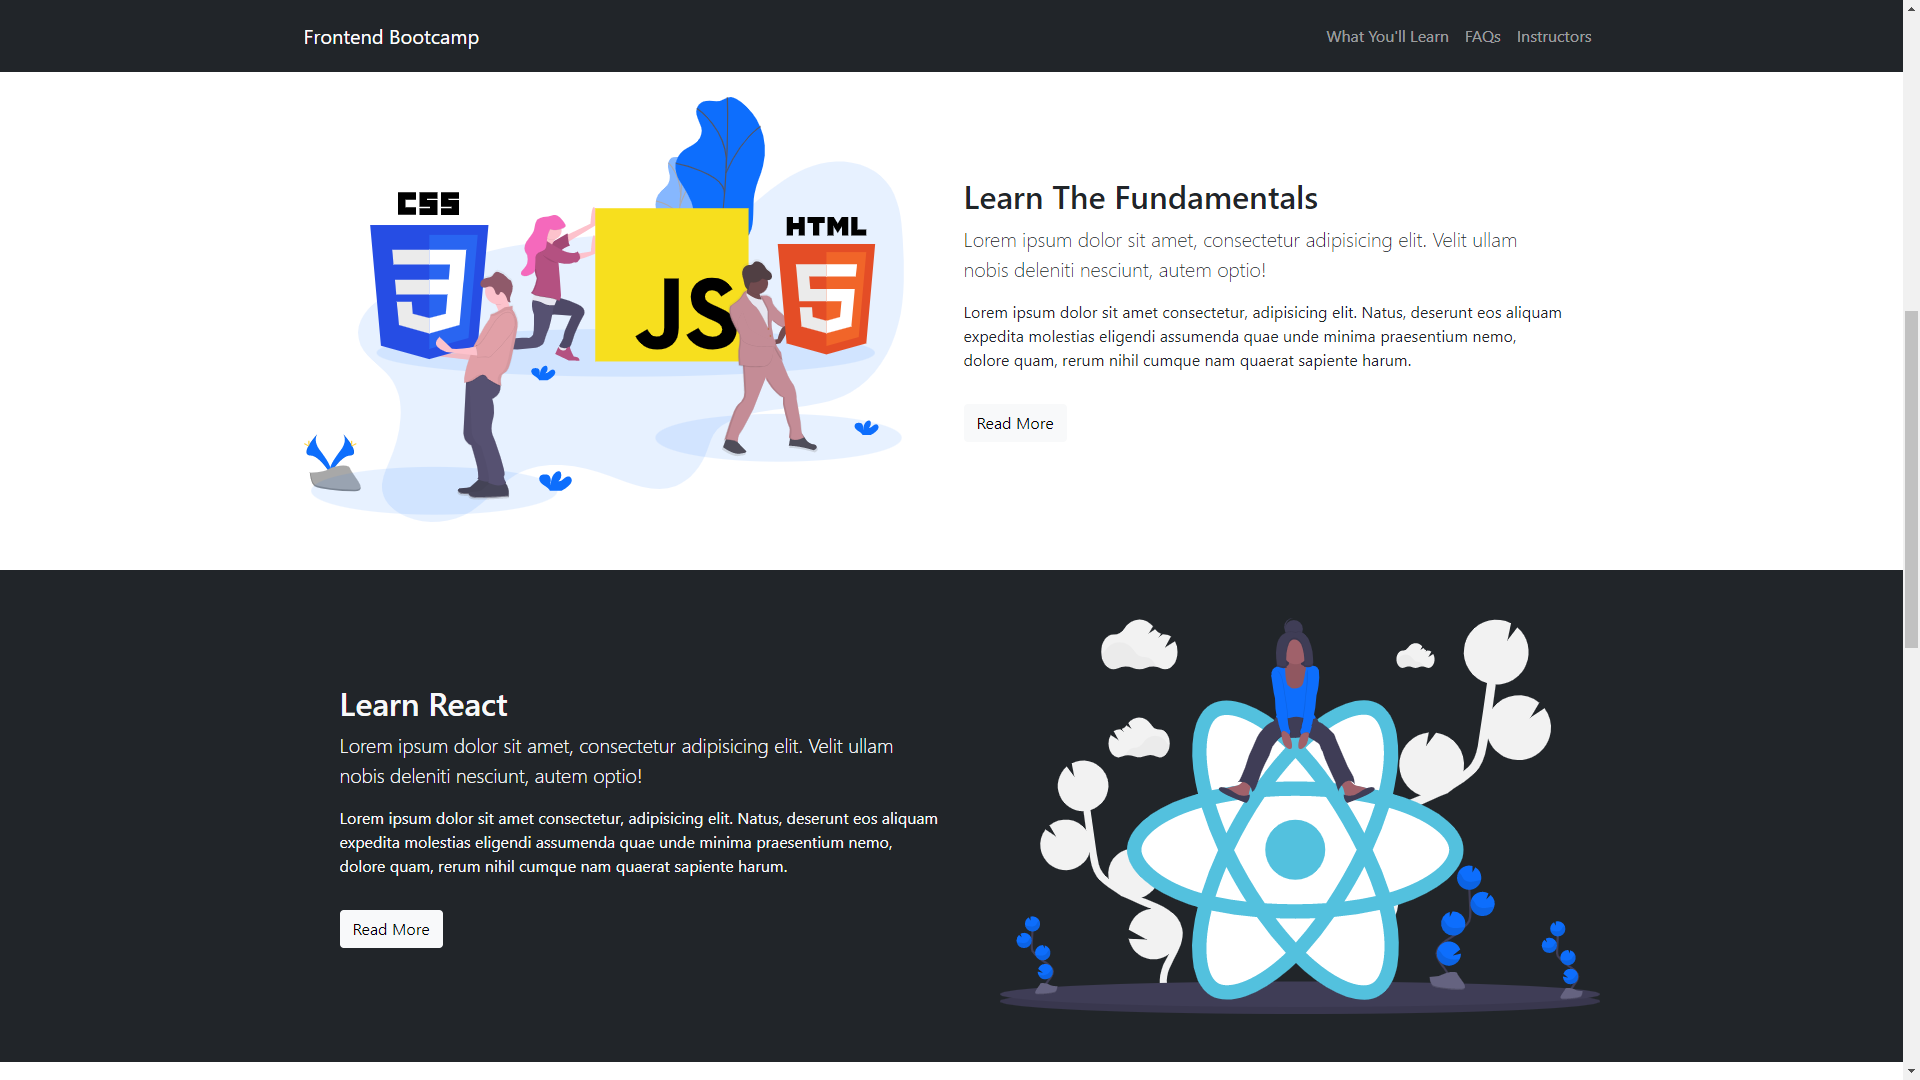 Frontend Bootcamp
What You'll Learn FAQs Instructors
CSS
JS
HTML
Learn The Fundamentals
Lorem ipsum dolor sit amet, consectetur adipisicing elit. Velit ullam
nobis deleniti nesciunt, autem optio!
Lorem ipsum dolor sit amet consectetur, adipisicing elit. Natus, deserunt eos aliquam
expedita molestias eligendi assumenda quae unde minima praesentium nemo,
dolore quam, rerum nihil cumque nam quaerat sapiente harum.
Read More
Learn React
Lorem ipsum dolor sit amet, consectetur adipisicing elit. Velit ullam
nobis deleniti nesciunt, autem optio!
Lorem ipsum dolor sit amet consectetur, adipisicing elit. Natus, deserunt eos aliquam
expedita molestias eligendi assumenda quae unde minima praesentium nemo,
dolore quam, rerum nihil cumque nam quaerat sapiente harum.
Read More